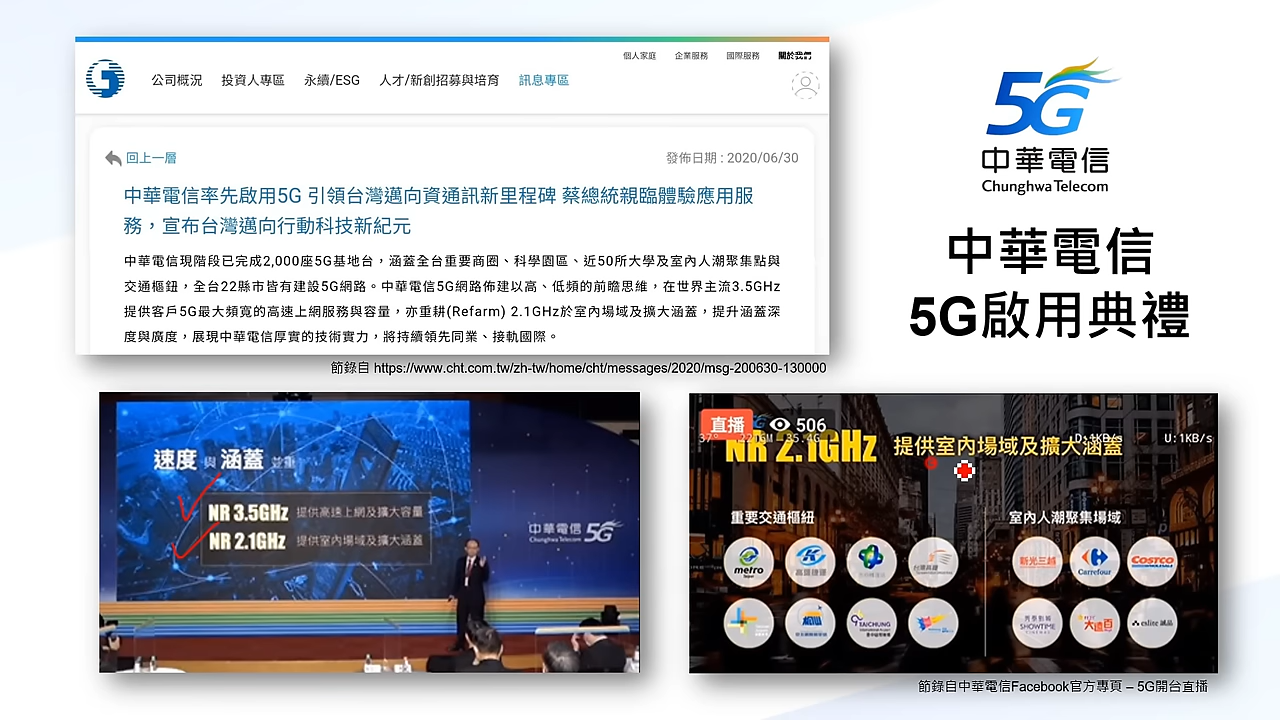 個人家庭 企業服務 國際服務 關於我們
公司概況 投資人專區 永續/ESG 人才/新創招募與培育 訊息專區
回上一層
發佈日期 : 2020/06/30
中華電信率先啟用5G 引領台灣邁向資通訊新里程碑 蔡總統親臨體驗應用服
務，宣布台灣邁向行動科技新紀元
中華電信現階段已完成2,000座5G基地台，涵蓋全台重要商圈、科學園區、近50所大學及室內人潮聚集點與
交通樞鈕，全台22縣市皆有建設5G網路。中華電信5G網路佈建以高、低頻的前瞻思維，在世界主流3.5GHz
提供客戶5G最大頻寬的高速上網服務與容量，亦重耕(Refarm) 2.1GHz於室內場域及擴大涵蓋，提升涵蓋深
度與廣度，展現中華電信厚實的技術實力，將持續領先同業、接軌國際。
節錄自 https://www.cht.com.tw/zh-tw/home/cht/messages/2020/msg-200630-130000
5G
中華電信
Chunghwa Telecom
中華電信
5G啟用典禮
速度 與 涵蓋 並重
NR 3.5GHz 提供高速上網及擴大容量
NR 2.1GHz 提供室內場域及擴大涵蓋
中華電信 5G
Chunghwa Telecom
直播 506
U:1KB/s
NR 2.1GHz 提供室內場域及擴大涵蓋
重要交通樞紐
室內人潮聚集場域
metro
高雄捷運
台灣高鐵
新光三越
Carrefour
COSTCO
TAICHUNG
SHOWTIME
大遠百
eslite 誠品
節錄自中華電信Facebook官方專頁 – 5G開台直播